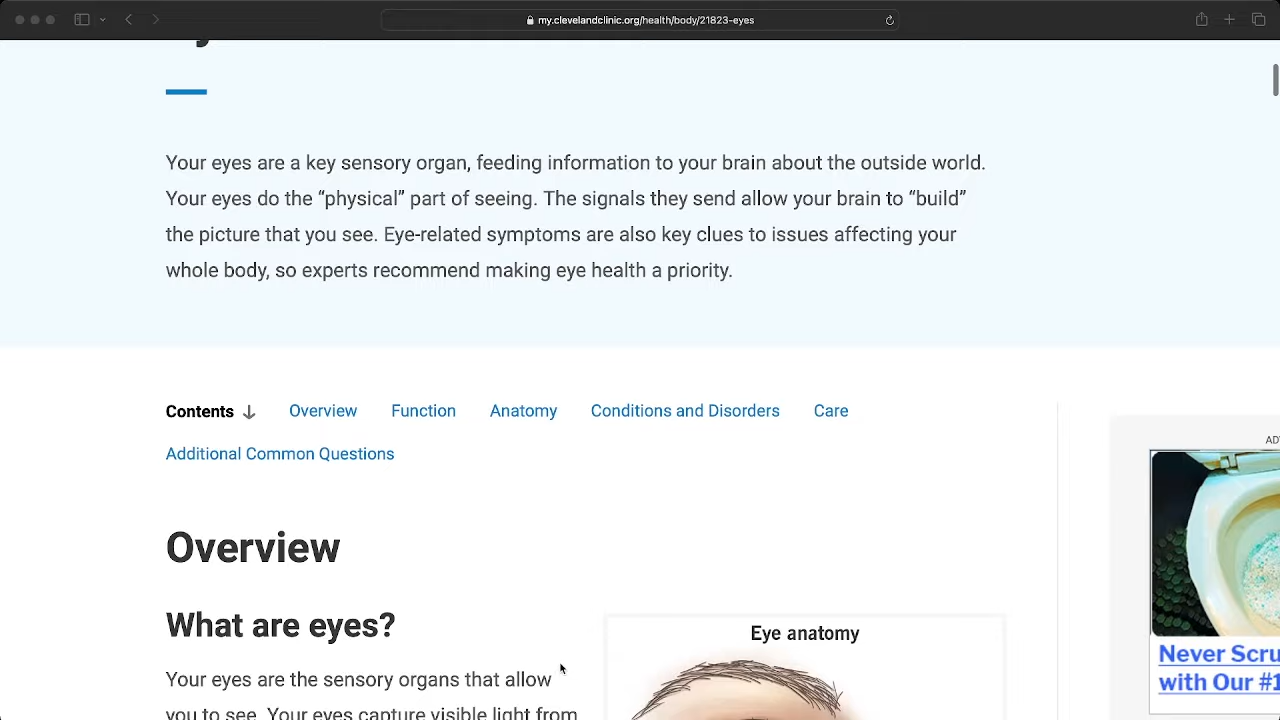 my.clevelandclinic.org/health/body/21823-eyes
Your eyes are a key sensory organ, feeding information to your brain about the outside world.
Your eyes do the “physical” part of seeing. The signals they send allow your brain to “build”
the picture that you see. Eye-related symptoms are also key clues to issues affecting your
whole body, so experts recommend making eye health a priority.
Contents Overview Function Anatomy Conditions and Disorders Care
Additional Common Questions
Overview
What are eyes?
Your eyes are the sensory organs that allow
you to see. Your eyes capture visible light from
Eye anatomy
Never Scru
with Our #1